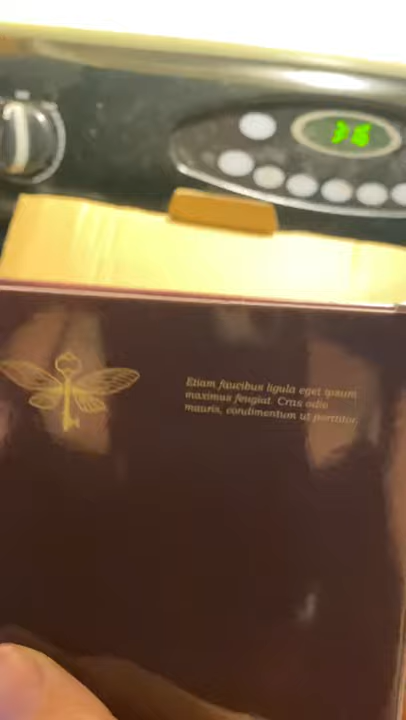 Etiam faucibus ligula eget ipsum
maximus feugiat. Cras odio
mauris, condimentum ut porttitor.